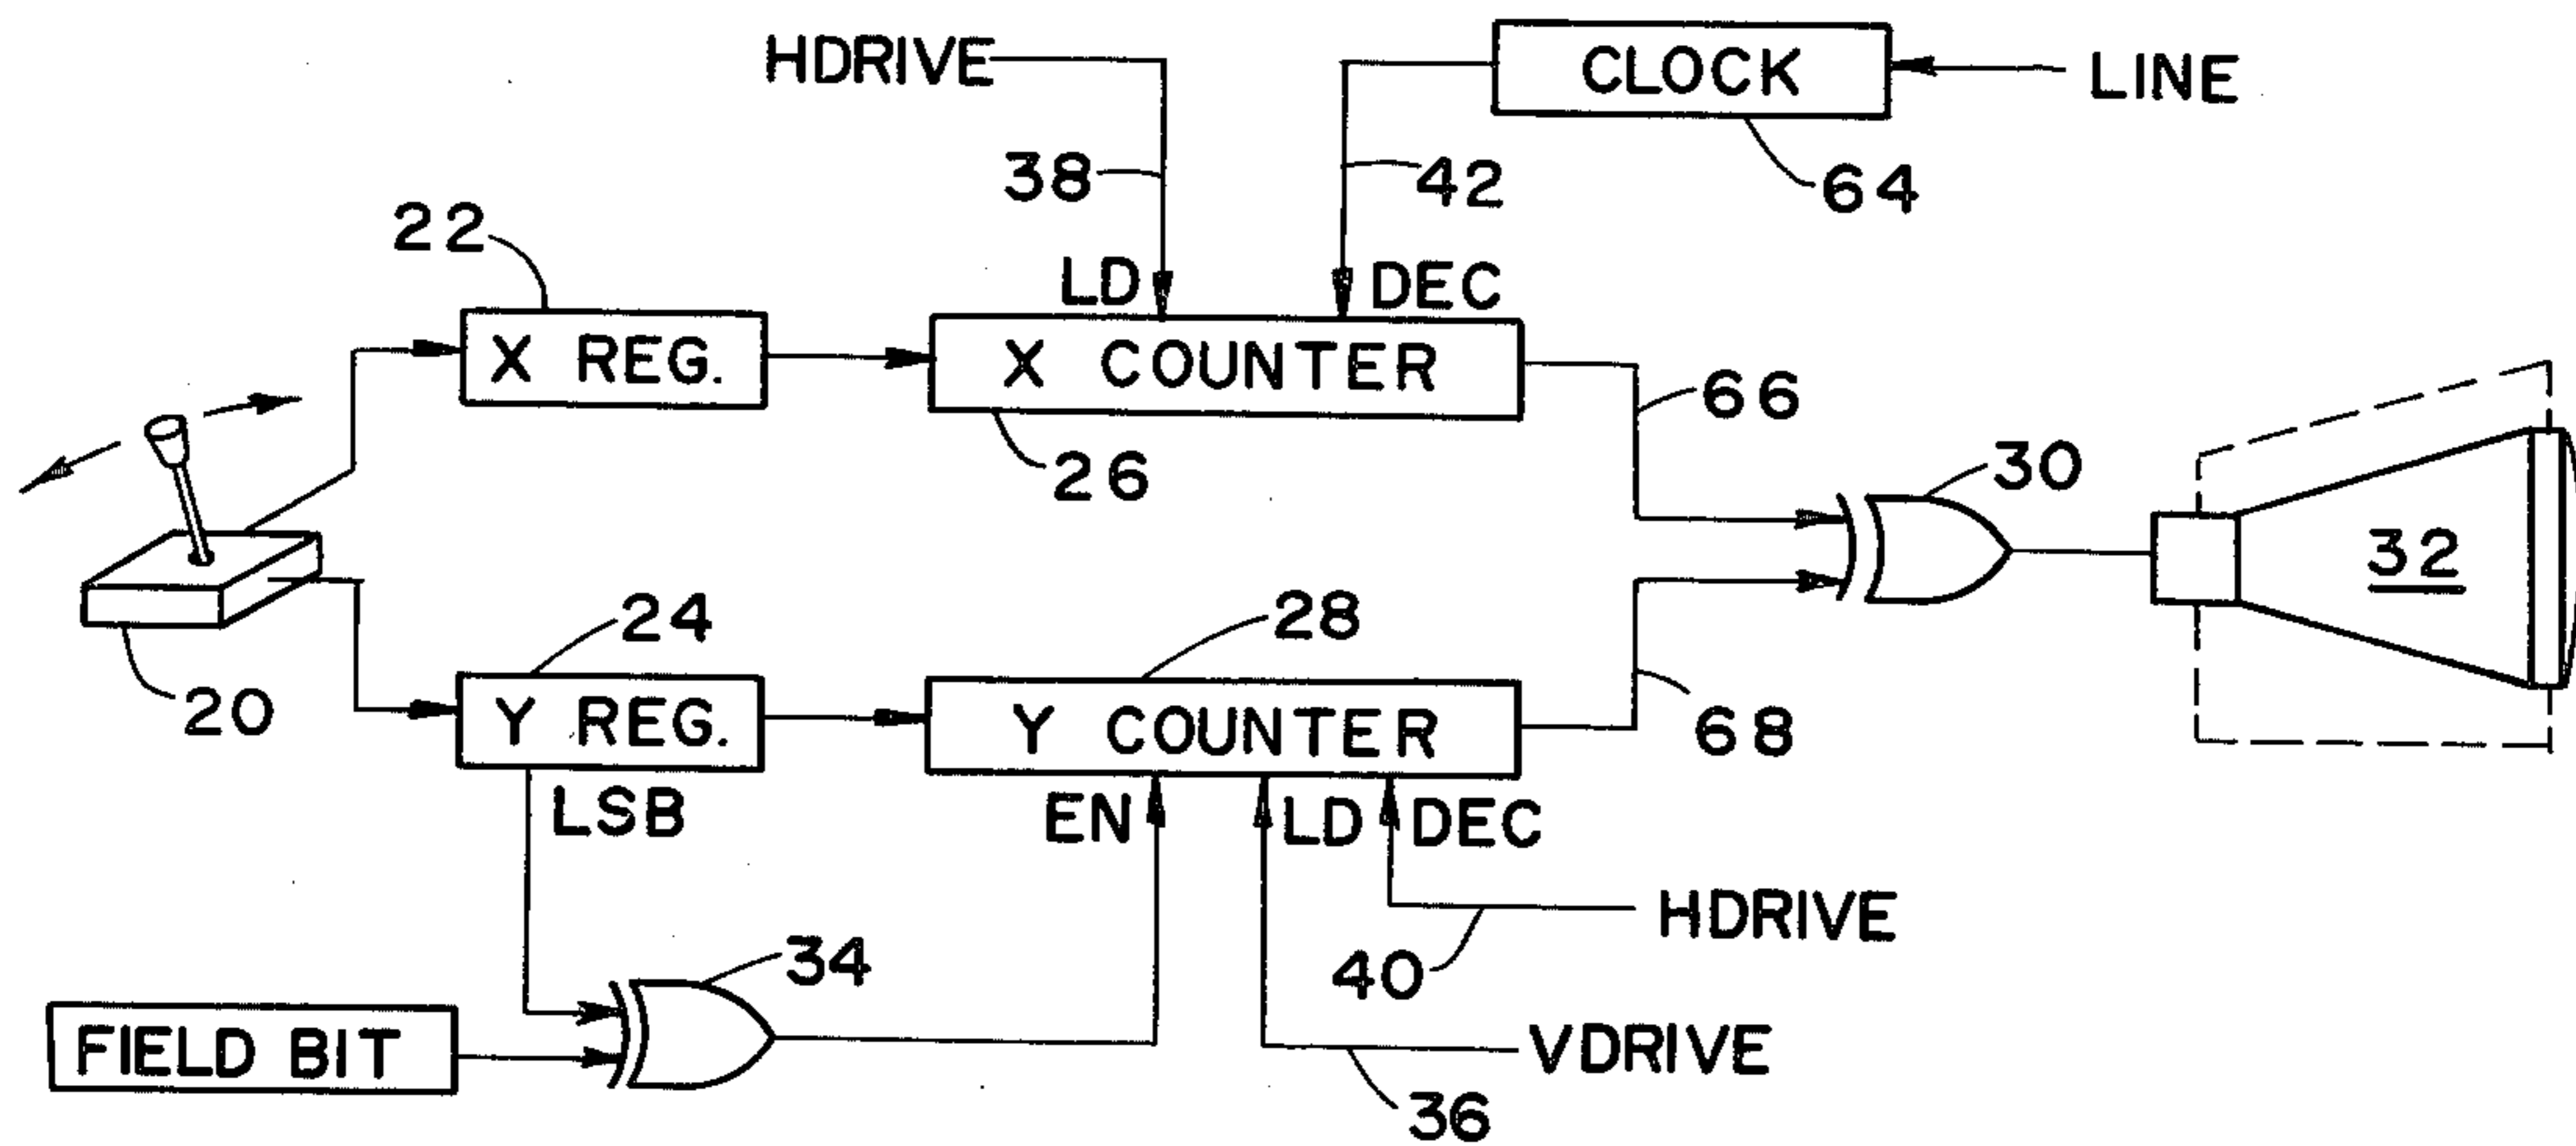 HDRIVE
CLOCK
LINE
38
42
64
22
LD
DEC
X REG.
X COUNTER
66
26
30
32
20
24
28
Y REG.
Y COUNTER
68
LSB
EN
LD
DEC
HDRIVE
40
34
FIELD BIT
VDRIVE
36